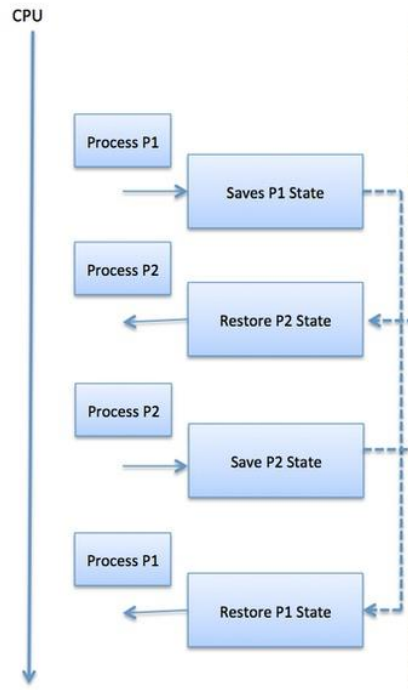 CPU
Process P1
Saves P1 State
Process P2
Restore P2 State
Process P2
Save P2 State
Process P1
Restore P1 State